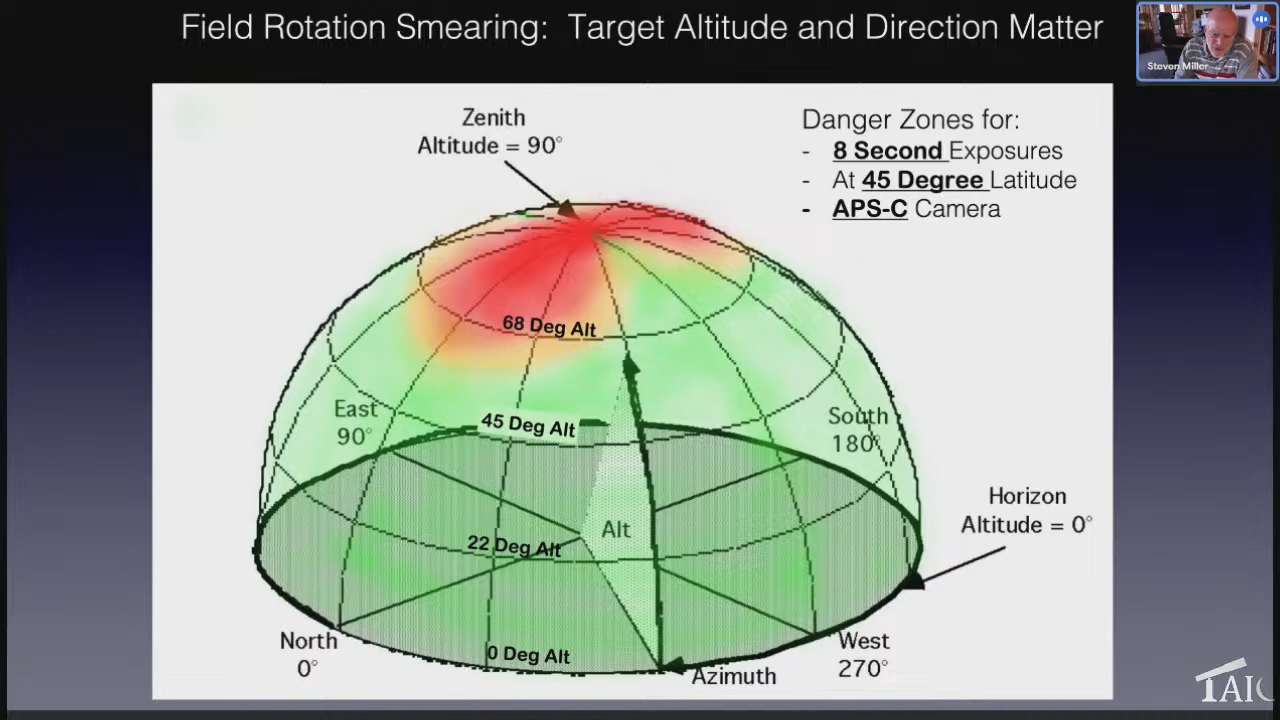 Field Rotation Smearing: Target Altitude and Direction Matter
Steven Miller
Zenith
Altitude = 90°
Danger Zones for:
- 8 Second Exposures
- At 45 Degree Latitude
- APS-C Camera
68 Deg Alt
East
90°
45 Deg Alt
South
180°
Horizon
Altitude = 0°
Alt
22 Deg Alt
North
0°
0 Deg Alt
Azimuth
West
270°
TAIC